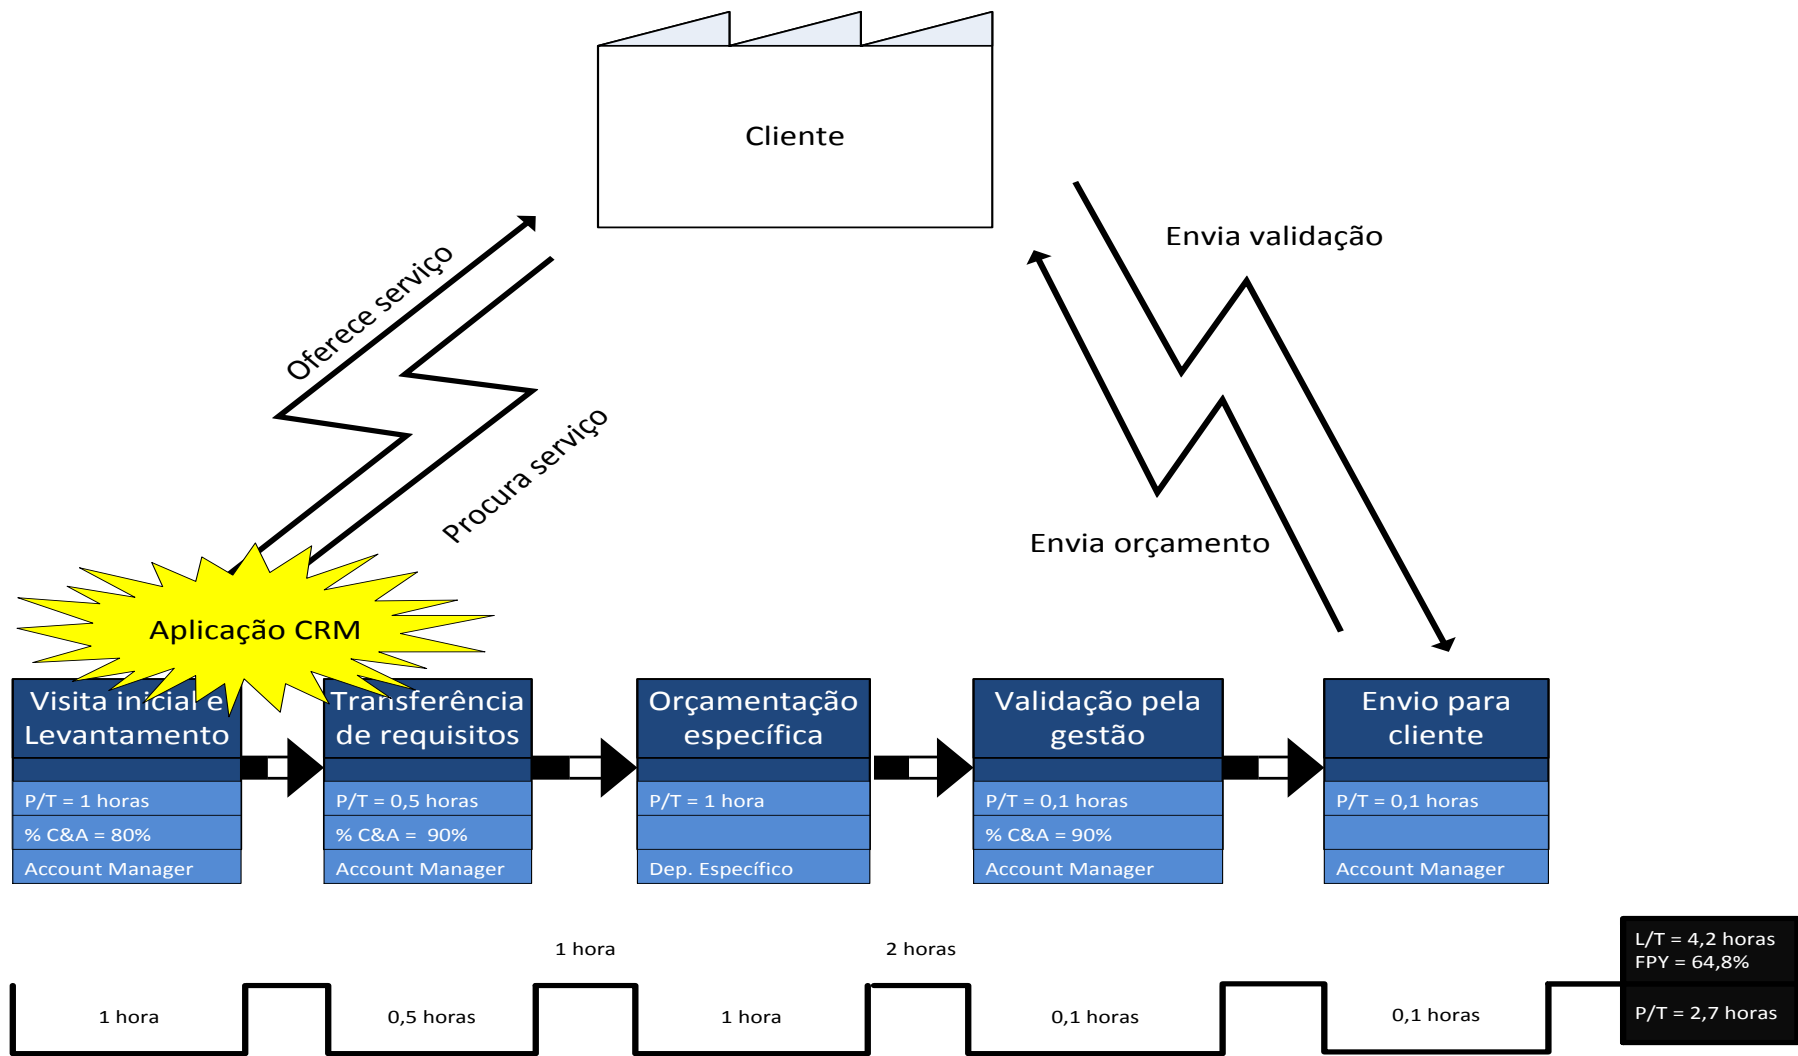 Cliente
Oferece serviço
Procura serviço
Envia validação
Envia orçamento
Aplicação CRM
Visita inicial e
Levantamento
P/T = 1 horas
% C&A = 80%
Account Manager
Transferência
de requisitos
P/T = 0,5 horas
% C&A = 90%
Account Manager
Orçamentação
específica
P/T = 1 hora
Dep. Específico
Validação pela
gestão
P/T = 0,1 horas
% C&A = 90%
Account Manager
Envio para
cliente
P/T = 0,1 horas
Account Manager
1 hora
2 horas
1 hora
0,5 horas
1 hora
0,1 horas
0,1 horas
L/T = 4,2 horas
FPY = 64,8%
P/T = 2,7 horas